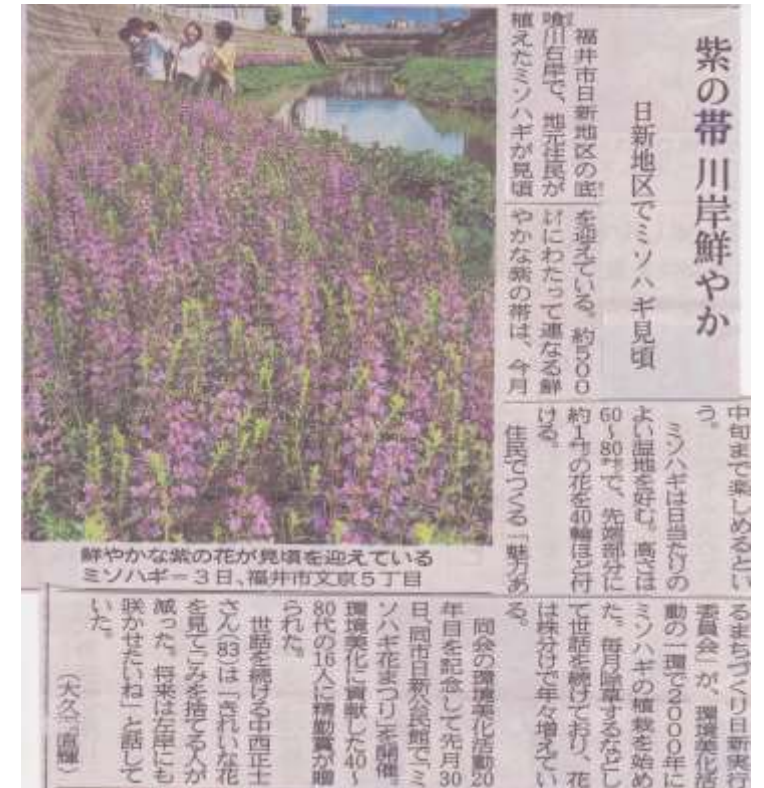 紫の帯 川岸鮮やか
日新地区でミソハギ見頃
福井市日新地区の底
喰川右岸で、地元住民が
植えたミソハギが見頃
を迎えている。約500
㍍にわたって連なる鮮
やかな紫の帯は、今月
中旬まで楽しめるとい
う。
ミソハギは日当たりの
よい湿地を好む。高さは
60~80㌢で、先端部分に
約1㌢の花を40輪ほど付
ける。
住民でつくる「魅力あ
るまちづくり日新実行
委員会」が、環境美化活
動の一環で2000年に
ミソハギの植栽を始め
た。毎月除草するなどし
て世話を続けており、花
は株分けで年々増えてい
る。
同会の環境美化活動20
年目を記念して先月30
日、同市日新公民館で「ミ
ソハギ花まつり」を開催。
環境美化に貢献した40~
80代の16人に精勤賞が贈
られた。
世話を続ける中西正士
さん(83)は「きれいな花
を見てごみを捨てる人が
減った。将来は左岸にも
咲かせたいね」と話して
いた。
鮮やかな紫の花が見頃を迎えている
ミソハギ=3日、福井市文京5丁目